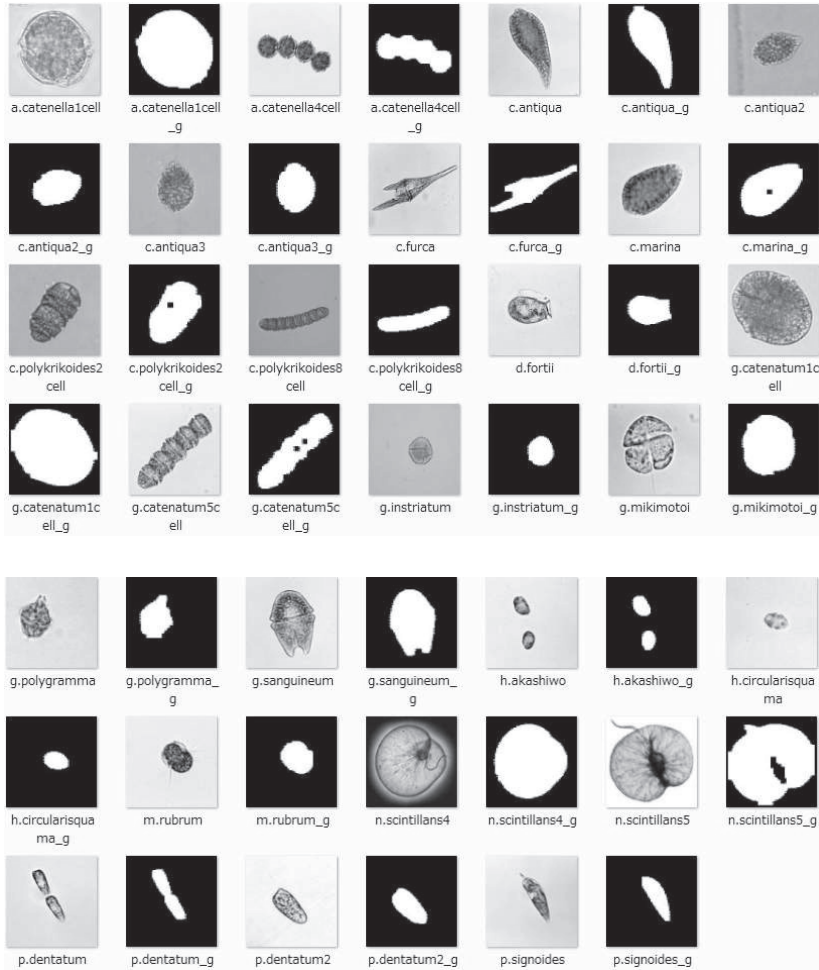 a.catenella1cell a.catenella1cell a.catenella4cell a.catenella4cell c.antiqua c.antiqua_g c.antiqua2
_g _g
c.antiqua2_g c.antiqua3 c.antiqua3_g c.furca c.furca_g c.marina c.marina_g
c.polykrikoides2 c.polykrikoides2 c.polykrikoides8 c.polykrikoides8 d.fortii d.fortii_g g.catenatum1c
cell cell_g cell cell_g ell
g.catenatum1c g.catenatum5c g.catenatum5c g.instriatum g.instriatum_g g.mikimotoi g.mikimotoi_g
ell_g ell ell_g
g.polygramma g.polygramma_ g.sanguineum g.sanguineum_ h.akashiwo h.akashiwo_g h.circularisqua
g g ma
h.circularisqua m.rubrum m.rubrum_g n.scintillans4 n.scintillans4_g n.scintillans5 n.scintillans5_g
ma_g
p.dentatum p.dentatum_g p.dentatum2 p.dentatum2_g p.signoides p.signoides_g